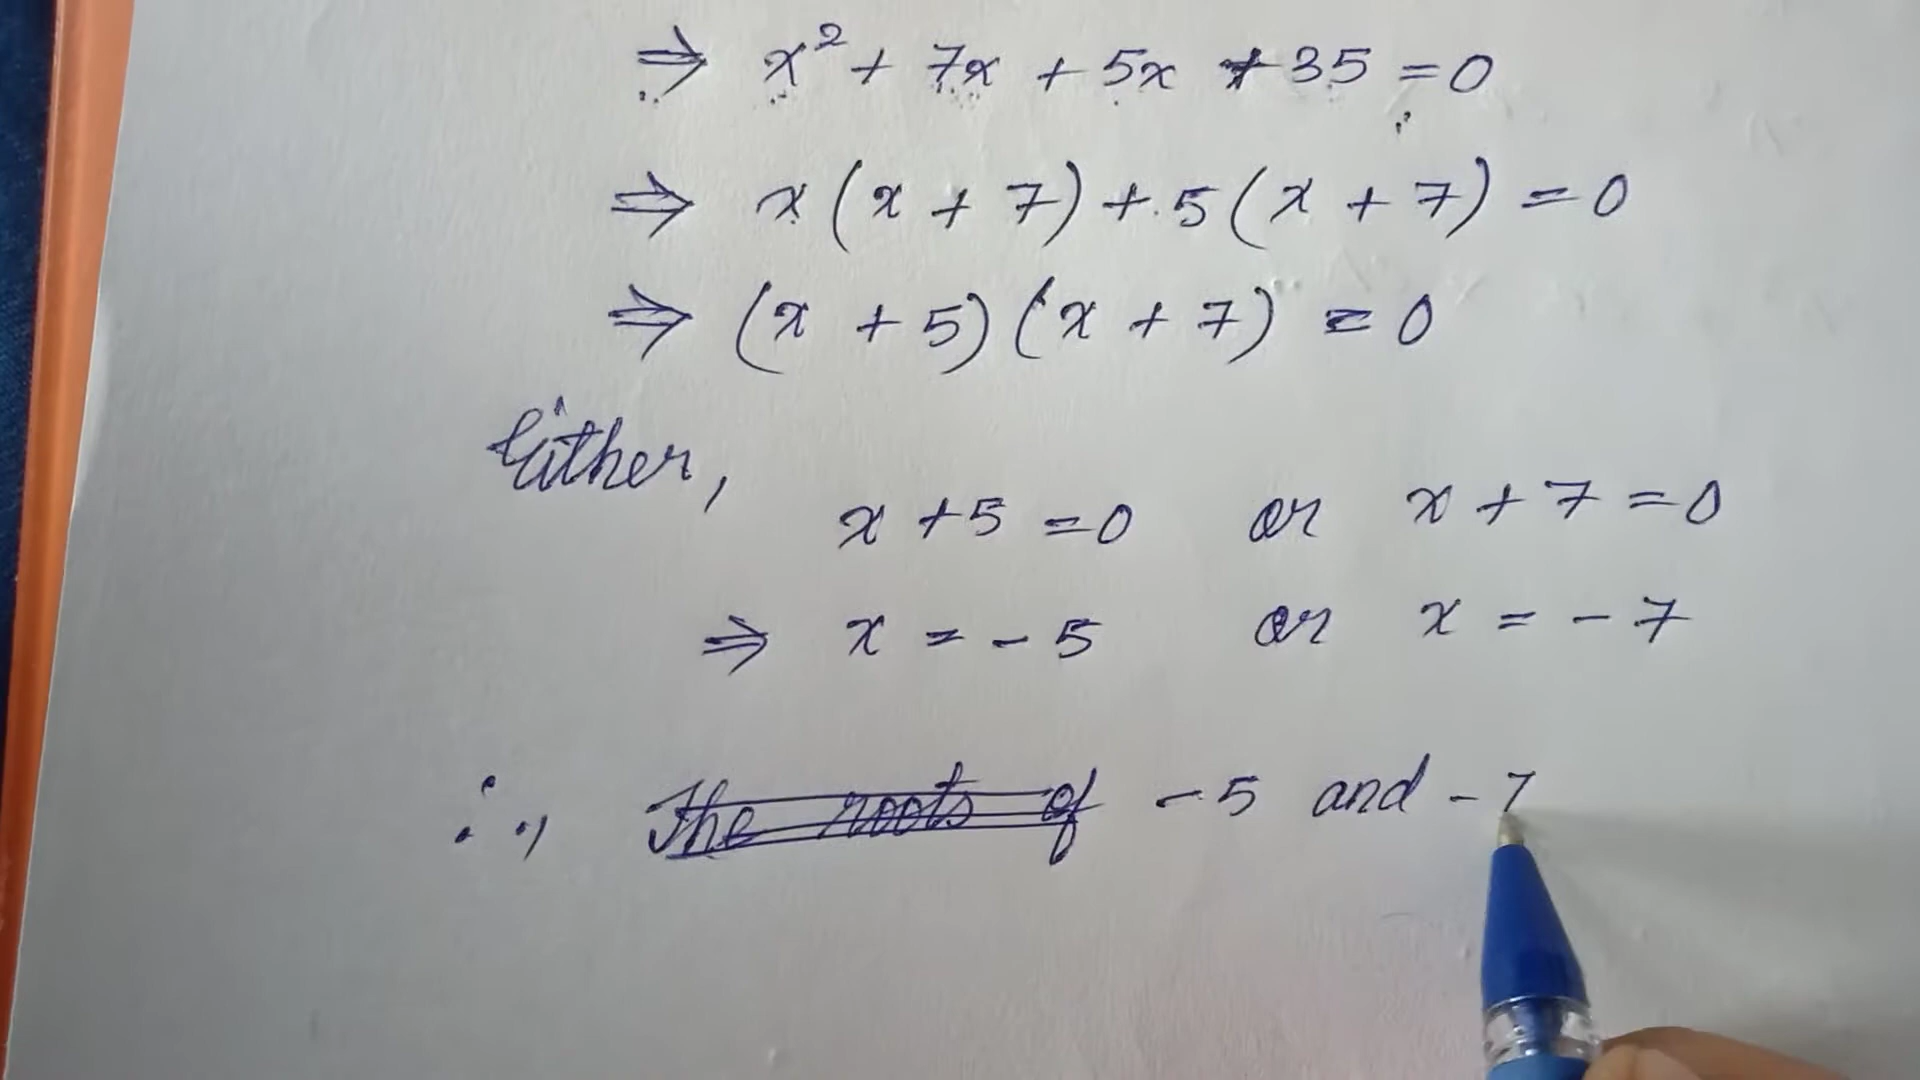 ⇒ x² + 7x + 5x + 35 = 0
⇒ x(x + 7) + 5(x + 7) = 0
⇒ (x + 5)(x + 7) = 0
Either,
x + 5 = 0 or x + 7 = 0
⇒ x = - 5 or x = - 7
∴, The roots of - 5 and - 7